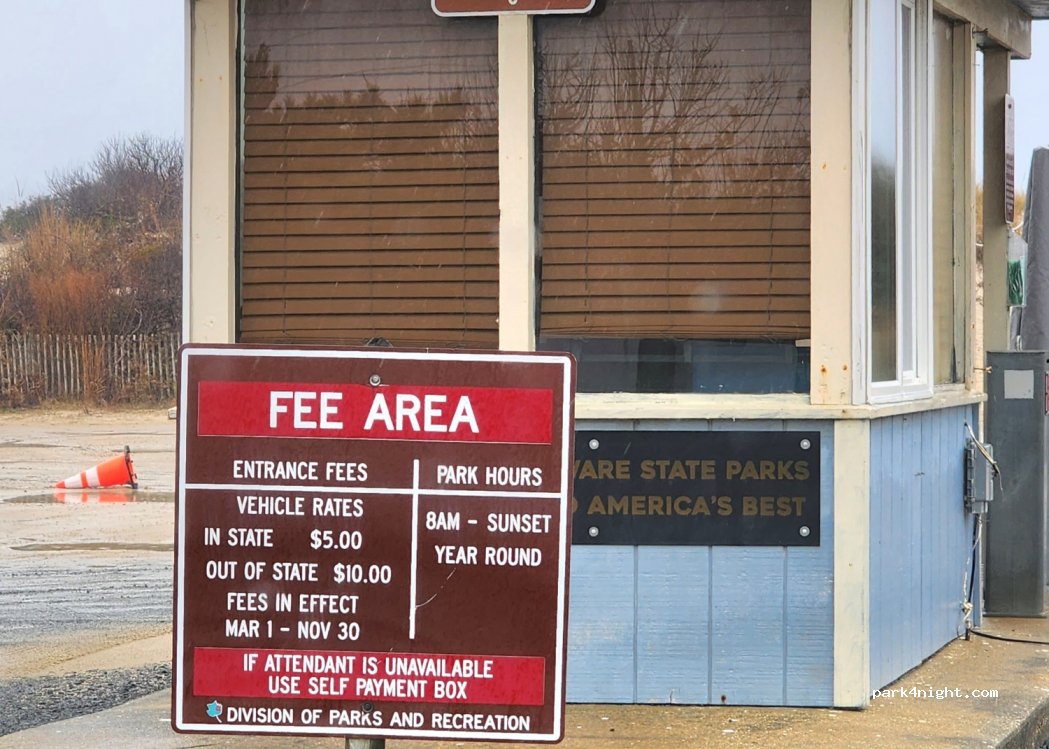 FEE AREA
ENTRANCE FEES
VEHICLE RATES
IN STATE $5.00
OUT OF STATE $10.00
FEES IN EFFECT
MAR 1 - NOV 30
PARK HOURS
8AM - SUNSET
YEAR ROUND
IF ATTENDANT IS UNAVAILABLE
USE SELF PAYMENT BOX
DIVISION OF PARKS AND RECREATION
WARE STATE PARKS
AMERICA'S BEST
park4night.com